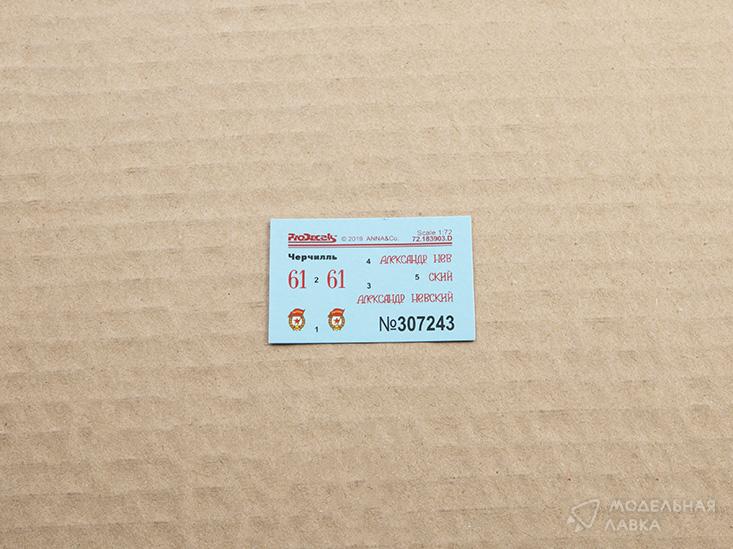 ProDecals © 2019 ANNA&Co. Scale 1:72
72.183903.D
Черчилль
61 2 61
4 Александр Нев
5 ский
3
Александр Невский
1
№307243
МОДЕЛЬНАЯ
ЛАВКА